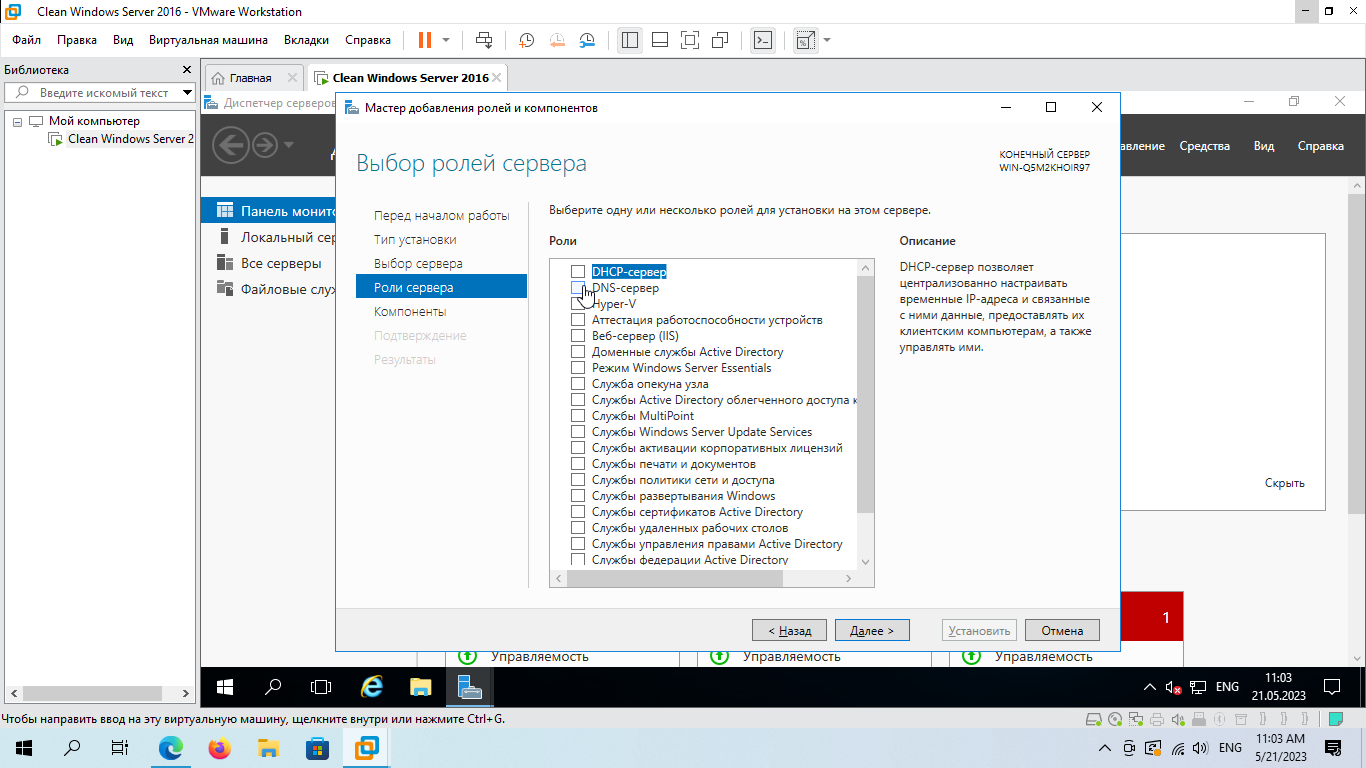 Clean Windows Server 2016 - VMware Workstation
Файл Правка Вид Виртуальная машина Вкладки Справка
Библиотека
Введите искомый текст
Мой компьютер
Clean Windows Server 2
Главная
Clean Windows Server 2016
Диспетчер серверов
Средства Вид Справка
Панель монито
Локальный сер
Все серверы
Файловые служ
Мастер добавления ролей и компонентов
Выбор ролей сервера
КОНЕЧНЫЙ СЕРВЕР
WIN-Q5M2KHOIR97
Перед началом работы
Тип установки
Выбор сервера
Роли сервера
Компоненты
Подтверждение
Результаты
Выберите одну или несколько ролей для установки на этом сервере.
Роли
DHCP-сервер
DNS-сервер
Hyper-V
Аттестация работоспособности устройств
Веб-сервер (IIS)
Доменные службы Active Directory
Режим Windows Server Essentials
Служба опекуна узла
Службы Active Directory облегченного доступа к
Службы MultiPoint
Службы Windows Server Update Services
Службы активации корпоративных лицензий
Службы печати и документов
Службы политики сети и доступа
Службы развертывания Windows
Службы сертификатов Active Directory
Службы удаленных рабочих столов
Службы управления правами Active Directory
Службы федерации Active Directory
Описание
DHCP-сервер позволяет
централизованно настраивать
временные IP-адреса и связанные
с ними данные, предоставлять их
клиентским компьютерам, а также
управлять ими.
Скрыть
1
< Назад Далее > Установить Отмена
Управляемость Управляемость Управляемость
ENG
11:03
21.05.2023
Чтобы направить ввод на эту виртуальную машину, щелкните внутри или нажмите Ctrl+G.
ENG
11:03 AM
5/21/2023